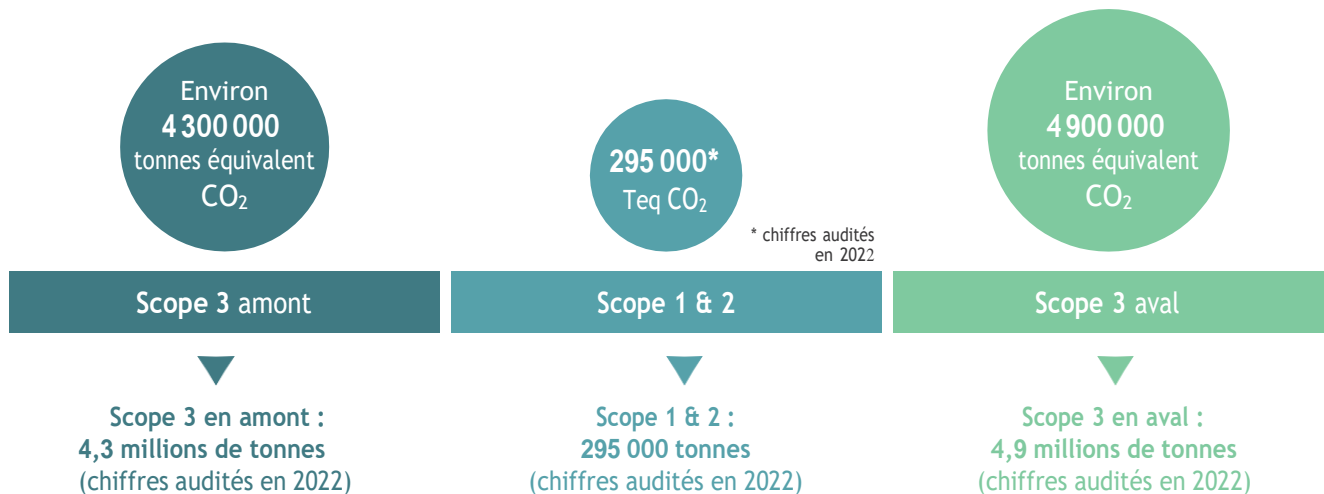 Environ
4 300 000
tonnes équivalent
CO₂
295 000*
Teq CO₂
* chiffres audités
en 2022
Environ
4 900 000
tonnes équivalent
CO₂
Scope 3 amont
Scope 1 & 2
Scope 3 aval
Scope 3 en amont :
4,3 millions de tonnes
(chiffres audités en 2022)
Scope 1 & 2 :
295 000 tonnes
(chiffres audités en 2022)
Scope 3 en aval :
4,9 millions de tonnes
(chiffres audités en 2022)